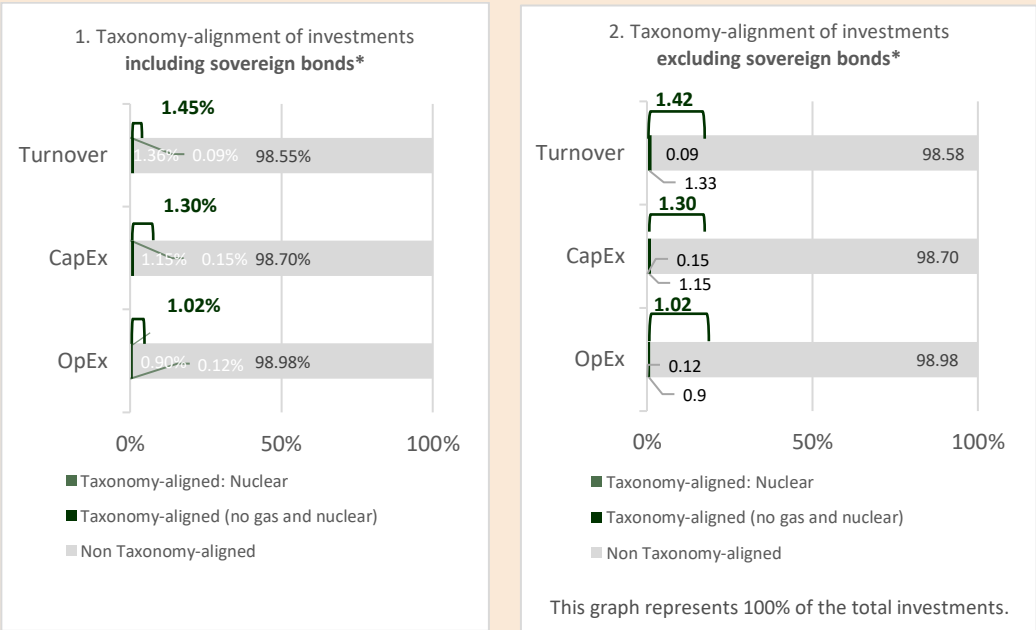 1. Taxonomy-alignment of investments
including sovereign bonds*
1.45%
Turnover
1.36% 0.09% 98.55%
1.30%
CapEx
1.15% 0.15% 98.70%
1.02%
OpEx
0.90% 0.12% 98.98%
0% 50% 100%
Taxonomy-aligned: Nuclear
Taxonomy-aligned (no gas and nuclear)
Non Taxonomy-aligned
2. Taxonomy-alignment of investments
excluding sovereign bonds*
1.42
Turnover
0.09 98.58
1.33
1.30
CapEx
0.15 98.70
1.15
1.02
OpEx
0.12 98.98
0.9
0% 50% 100%
Taxonomy-aligned: Nuclear
Taxonomy-aligned (no gas and nuclear)
Non Taxonomy-aligned
This graph represents 100% of the total investments.